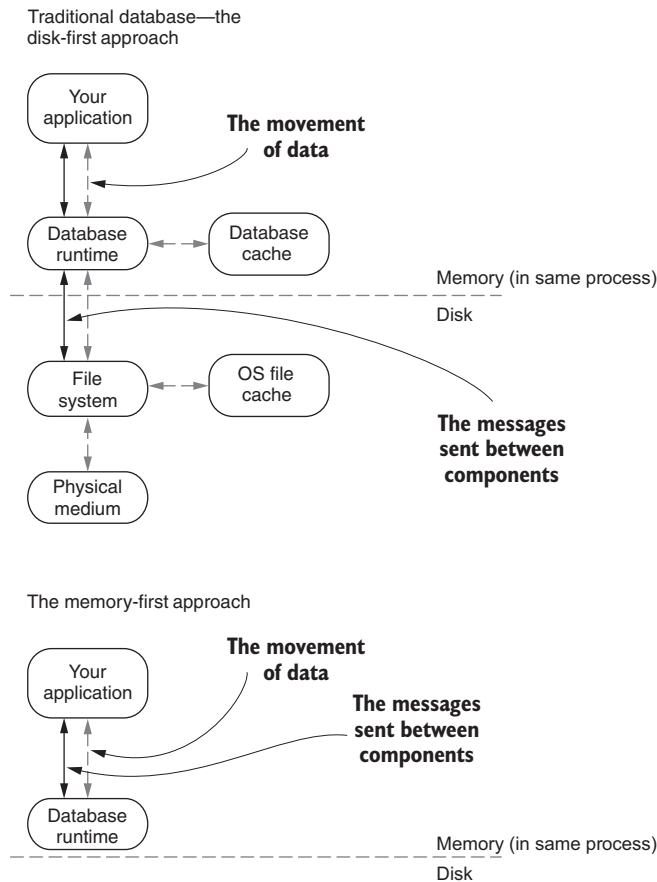 Traditional database—the
disk-first approach
Your
application
The movement
of data
Database
runtime
Database
cache
Memory (in same process)
Disk
File
system
OS file
cache
The messages
sent between
components
Physical
medium
The memory-first approach
Your
application
The movement
of data
The messages
sent between
components
Database
runtime
Memory (in same process)
Disk